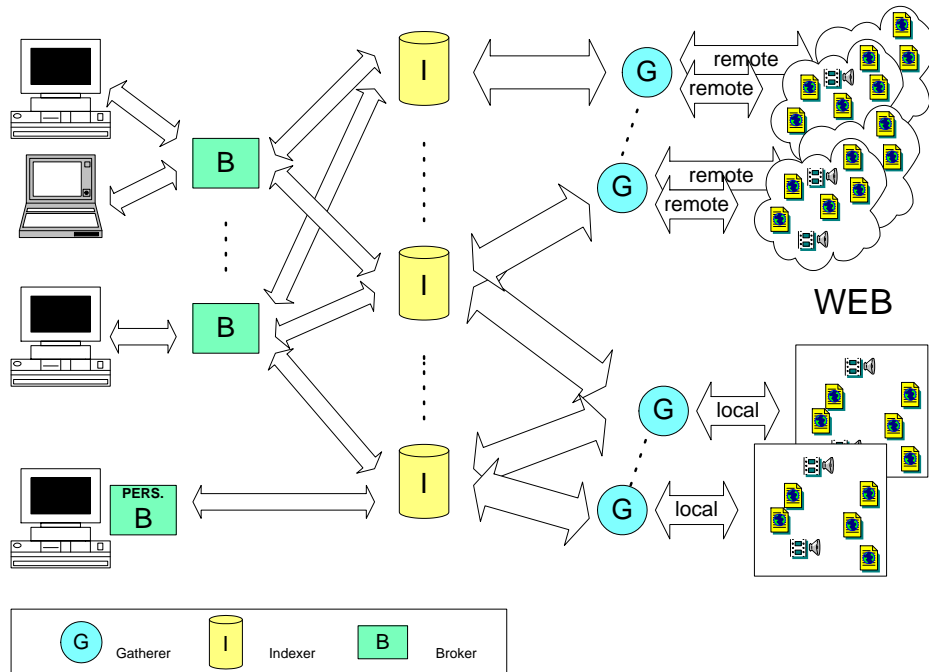 I
G
remote
remote
B
G
remote
remote
I
B
WEB
G
local
I
PERS.
B
G
local
G Gatherer I Indexer B Broker